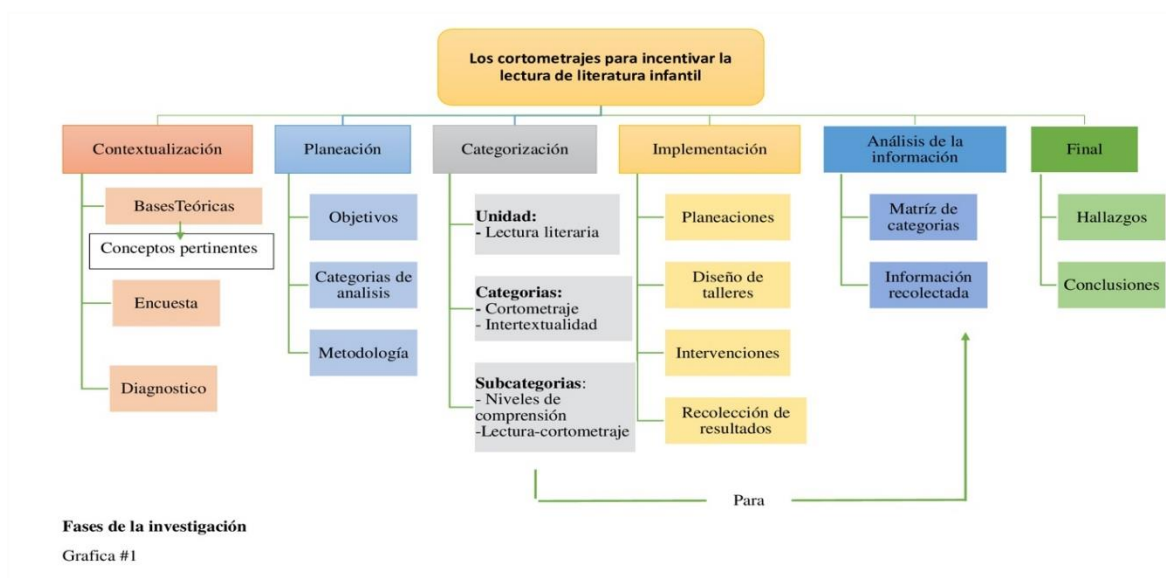 Los cortometrajes para incentivar la
lectura de literatura infantil
Contextualización
BasesTeóricas
Conceptos pertinentes
Encuesta
Diagnostico
Planeación
Objetivos
Categorias de
analisis
Metodología
Categorización
Unidad:
- Lectura literaria
Categorias:
- Cortometraje
- Intertextualidad
Subcategorias:
- Niveles de
comprensión
-Lectura-cortometraje
Implementación
Planeaciones
Diseño de
talleres
Intervenciones
Recolección de
resultados
Análisis de la
información
Matríz de
categorias
Información
recolectada
Final
Hallazgos
Conclusiones
Para
Fases de la investigación
Grafica #1